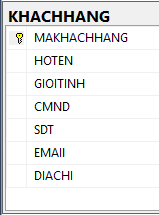 KHACHHANG
MAKHACHHANG
HOTEN
GIOITINH
CMND
SDT
EMAIl
DIACHI